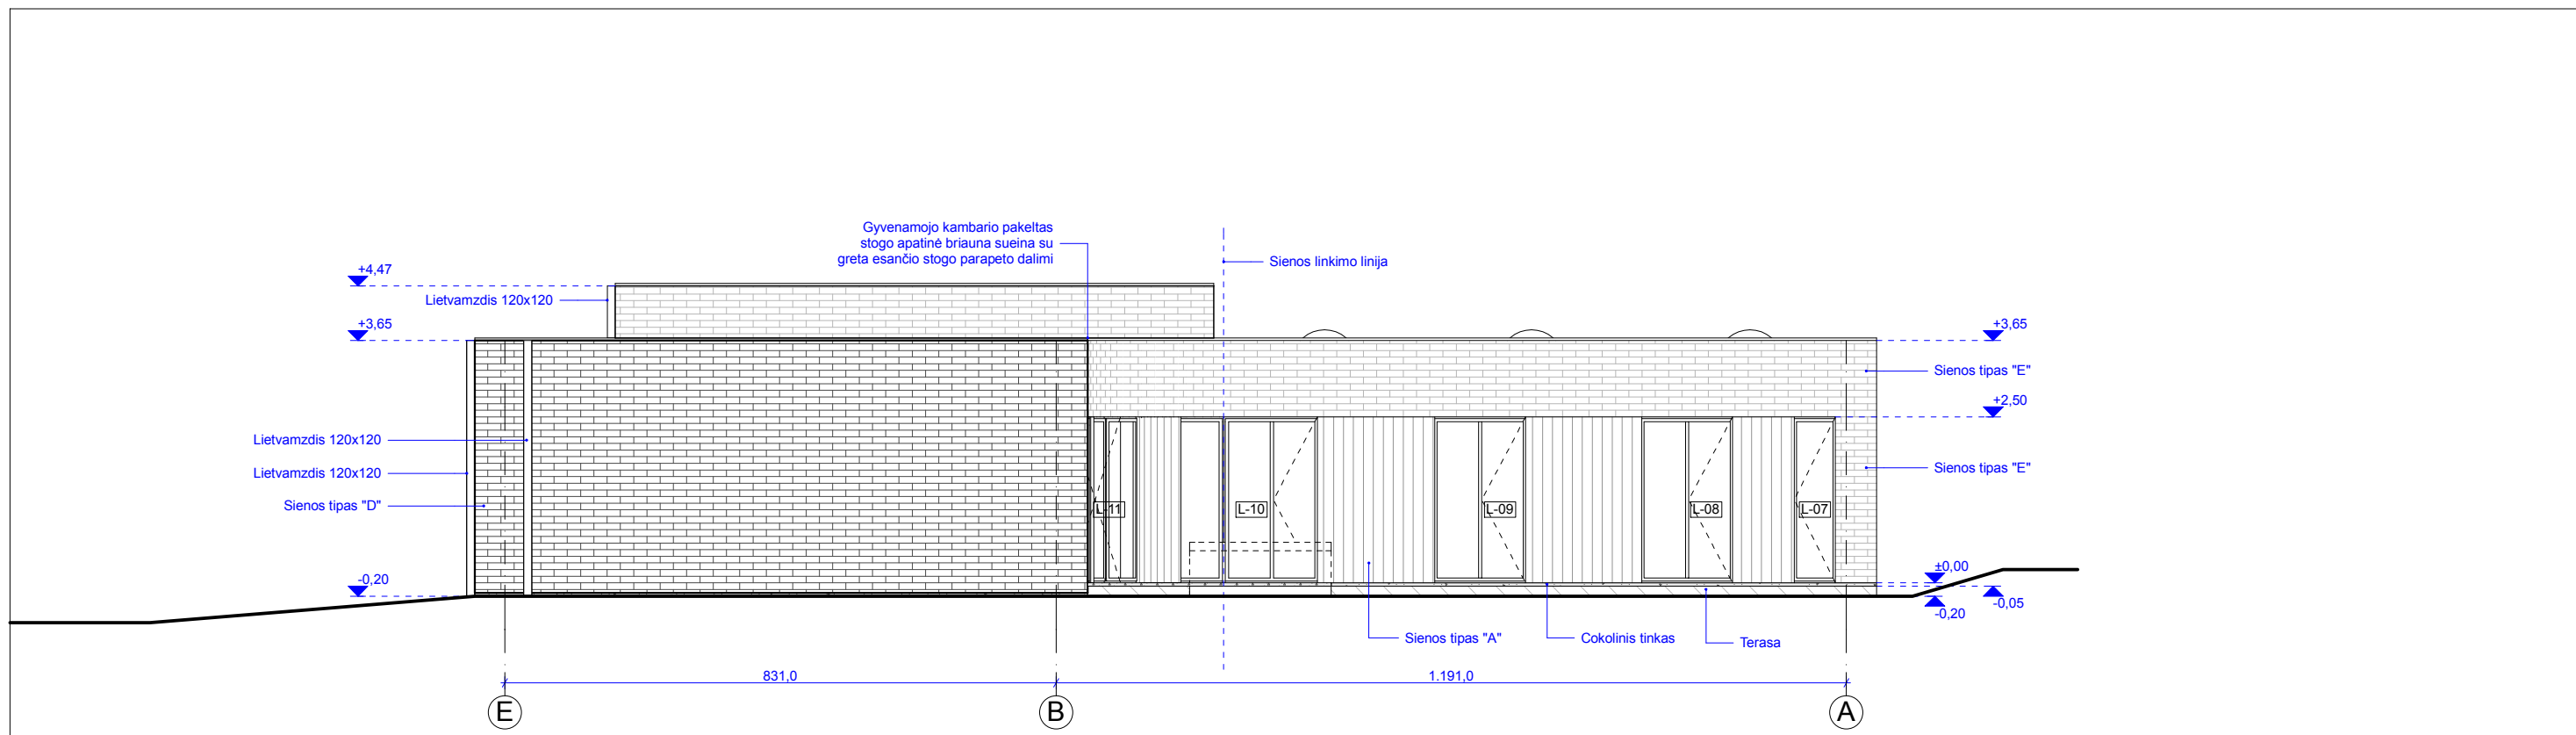 Gyvenamojo kambario pakeltas
stogo apatinė briauna sueina su
greta esančio stogo parapeto dalimi
Sienos linkimo linija
+4,47
Lietvamzdis 120x120
+3,65
+3,65
Sienos tipas "E"
+2,50
Lietvamzdis 120x120
Sienos tipas "E"
Lietvamzdis 120x120
Sienos tipas "D"
L-11
L-10
L-09
L-08
L-07
-0,20
±0,00
-0,05
-0,20
Sienos tipas "A"
Cokolinis tinkas
Terasa
831,0
1.191,0
E
B
A